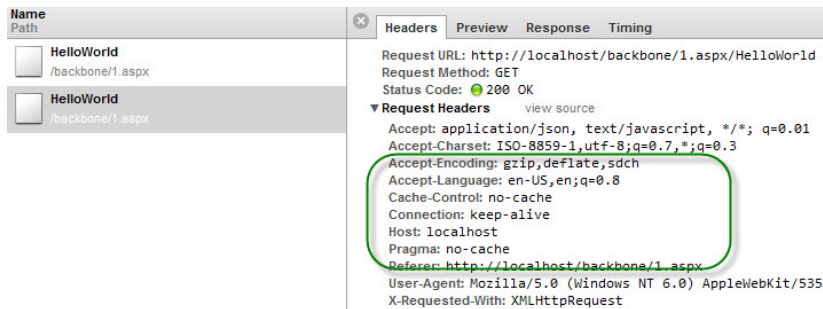 Name
Path
HelloWorld
/backbone/1.aspx
HelloWorld
/backbone/1.aspx
Headers Preview Response Timing
Request URL: http://localhost/backbone/1.aspx/HelloWorld
Request Method: GET
Status Code: 200 OK
Request Headers view source
Accept: application/json, text/javascript, */*; q=0.01
Accept-Charset: ISO-8859-1,utf-8;q=0.7,*;q=0.3
Accept-Encoding: gzip,deflate,sdch
Accept-Language: en-US,en;q=0.8
Cache-Control: no-cache
Connection: keep-alive
Host: localhost
Pragma: no-cache
Referer: http://localhost/backbone/1.aspx
User-Agent: Mozilla/5.0 (Windows NT 6.0) AppleWebKit/535
X-Requested-With: XMLHttpRequest